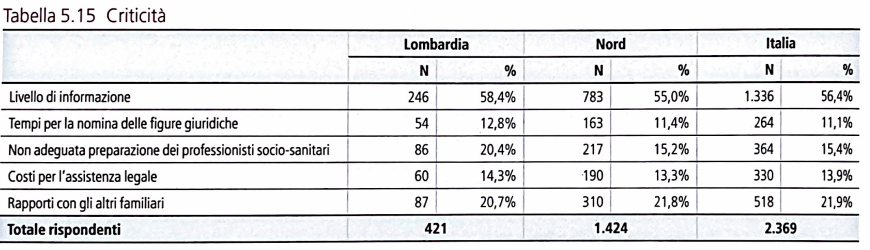 Tabella 5.15 Criticità
Lombardia Nord Italia
N % N % N %
Livello di informazione 246 58,4% 783 55,0% 1.336 56,4%
Tempi per la nomina delle figure giuridiche 54 12,8% 163 11,4% 264 11,1%
Non adeguata preparazione dei professionisti socio-sanitari 86 20,4% 217 15,2% 364 15,4%
Costi per l'assistenza legale 60 14,3% 190 13,3% 330 13,9%
Rapporti con gli altri familiari 87 20,7% 310 21,8% 518 21,9%
Totale rispondenti 421 1.424 2.369